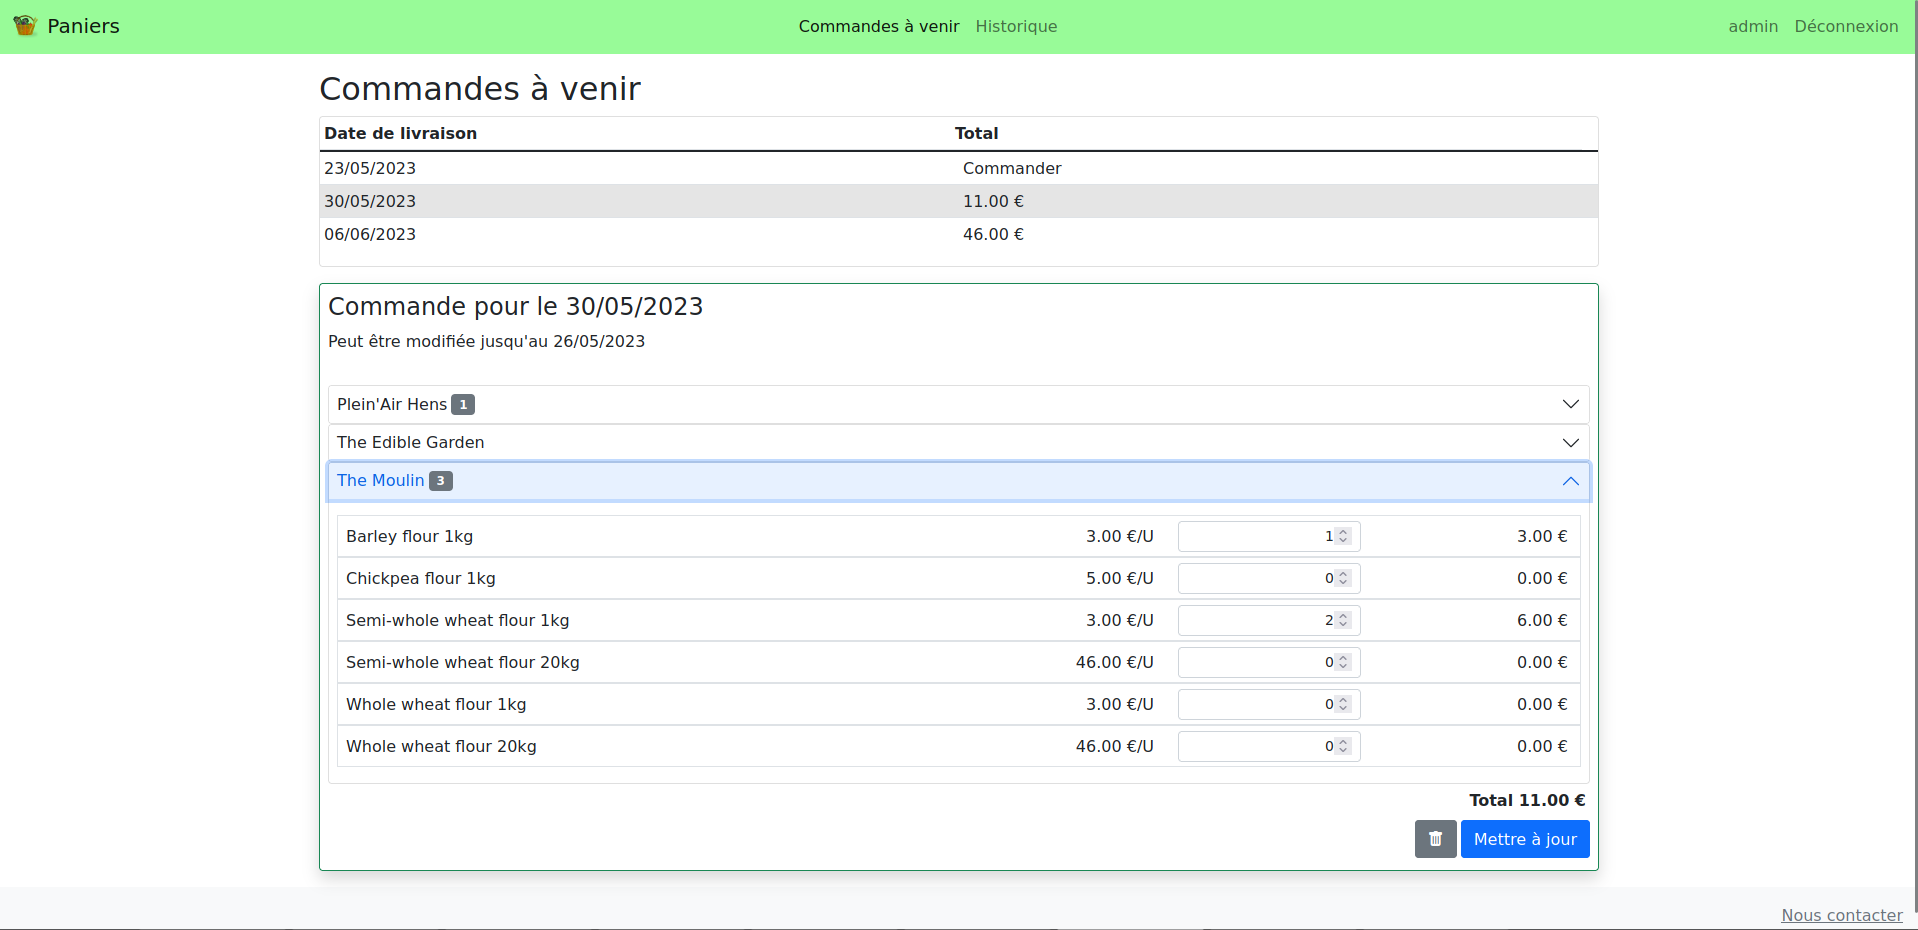 Paniers Commandes à venir Historique admin Déconnexion
Commandes à venir
Date de livraison Total
23/05/2023 Commander
30/05/2023 11.00 €
06/06/2023 46.00 €
Commande pour le 30/05/2023
Peut être modifiée jusqu'au 26/05/2023
Plein'Air Hens 1
The Edible Garden
The Moulin 3
Barley flour 1kg 3.00 €/U 1 3.00 €
Chickpea flour 1kg 5.00 €/U 0 0.00 €
Semi-whole wheat flour 1kg 3.00 €/U 2 6.00 €
Semi-whole wheat flour 20kg 46.00 €/U 0 0.00 €
Whole wheat flour 1kg 3.00 €/U 0 0.00 €
Whole wheat flour 20kg 46.00 €/U 0 0.00 €
Total 11.00 €
Mettre à jour
Nous contacter